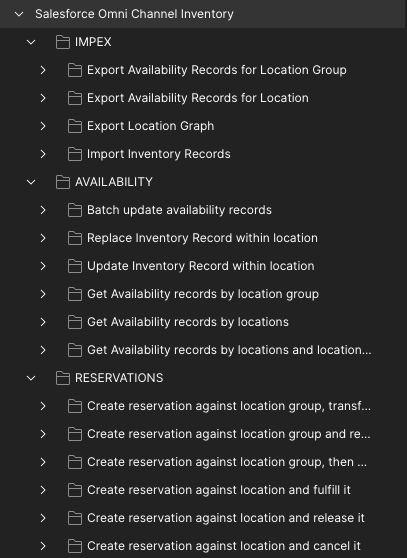 Salesforce Omni Channel Inventory
IMPEX
Export Availability Records for Location Group
Export Availability Records for Location
Export Location Graph
Import Inventory Records
AVAILABILITY
Batch update availability records
Replace Inventory Record within location
Update Inventory Record within location
Get Availability records by location group
Get Availability records by locations
Get Availability records by locations and location...
RESERVATIONS
Create reservation against location group, transf...
Create reservation against location group and re...
Create reservation against location group, then ...
Create reservation against location and fulfill it
Create reservation against location and release it
Create reservation against location and cancel it